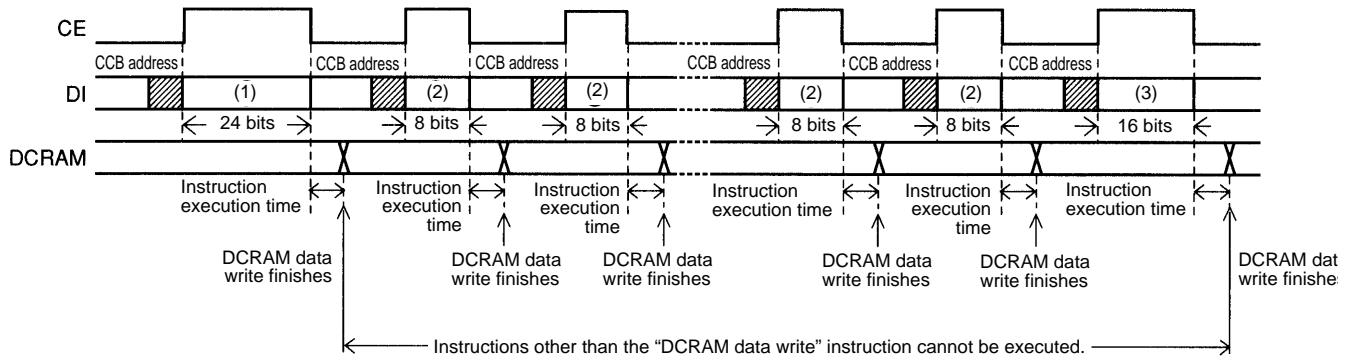 CE
CCB address
CCB address
CCB address
CCB address
CCB address
CCB address
DI
(1)
(2)
(2)
(2)
(2)
(3)
24 bits
8 bits
8 bits
8 bits
8 bits
16 bits
DCRAM
Instruction
execution time
Instruction
execution
time
Instruction
execution
time
Instruction
execution time
Instruction
execution
time
Instruction
execution time
DCRAM data
write finishes
DCRAM data
write finishes
DCRAM data
write finishes
DCRAM data
write finishes
DCRAM data
write finishes
DCRAM dat
write finishe
Instructions other than the “DCRAM data write” instruction cannot be executed.